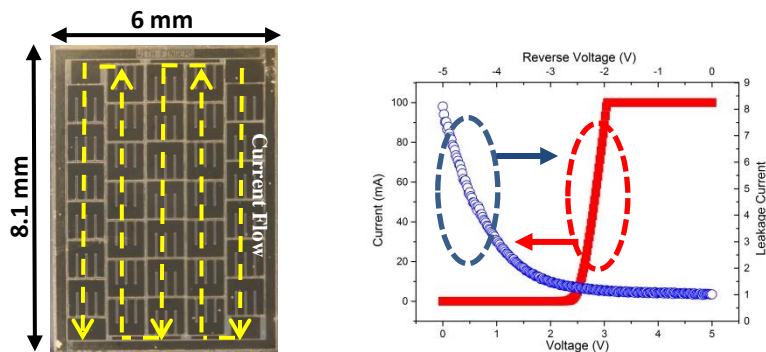 6 mm
8.1 mm
WITH FINGERS
Current Flow
Reverse Voltage (V)
-5 -4 -3 -2 -1 0
100
80
60
40
20
0
Current (mA)
9
8
7
6
5
4
3
2
1
0
Leakage Current
0 1 2 3 4 5
Voltage (V)